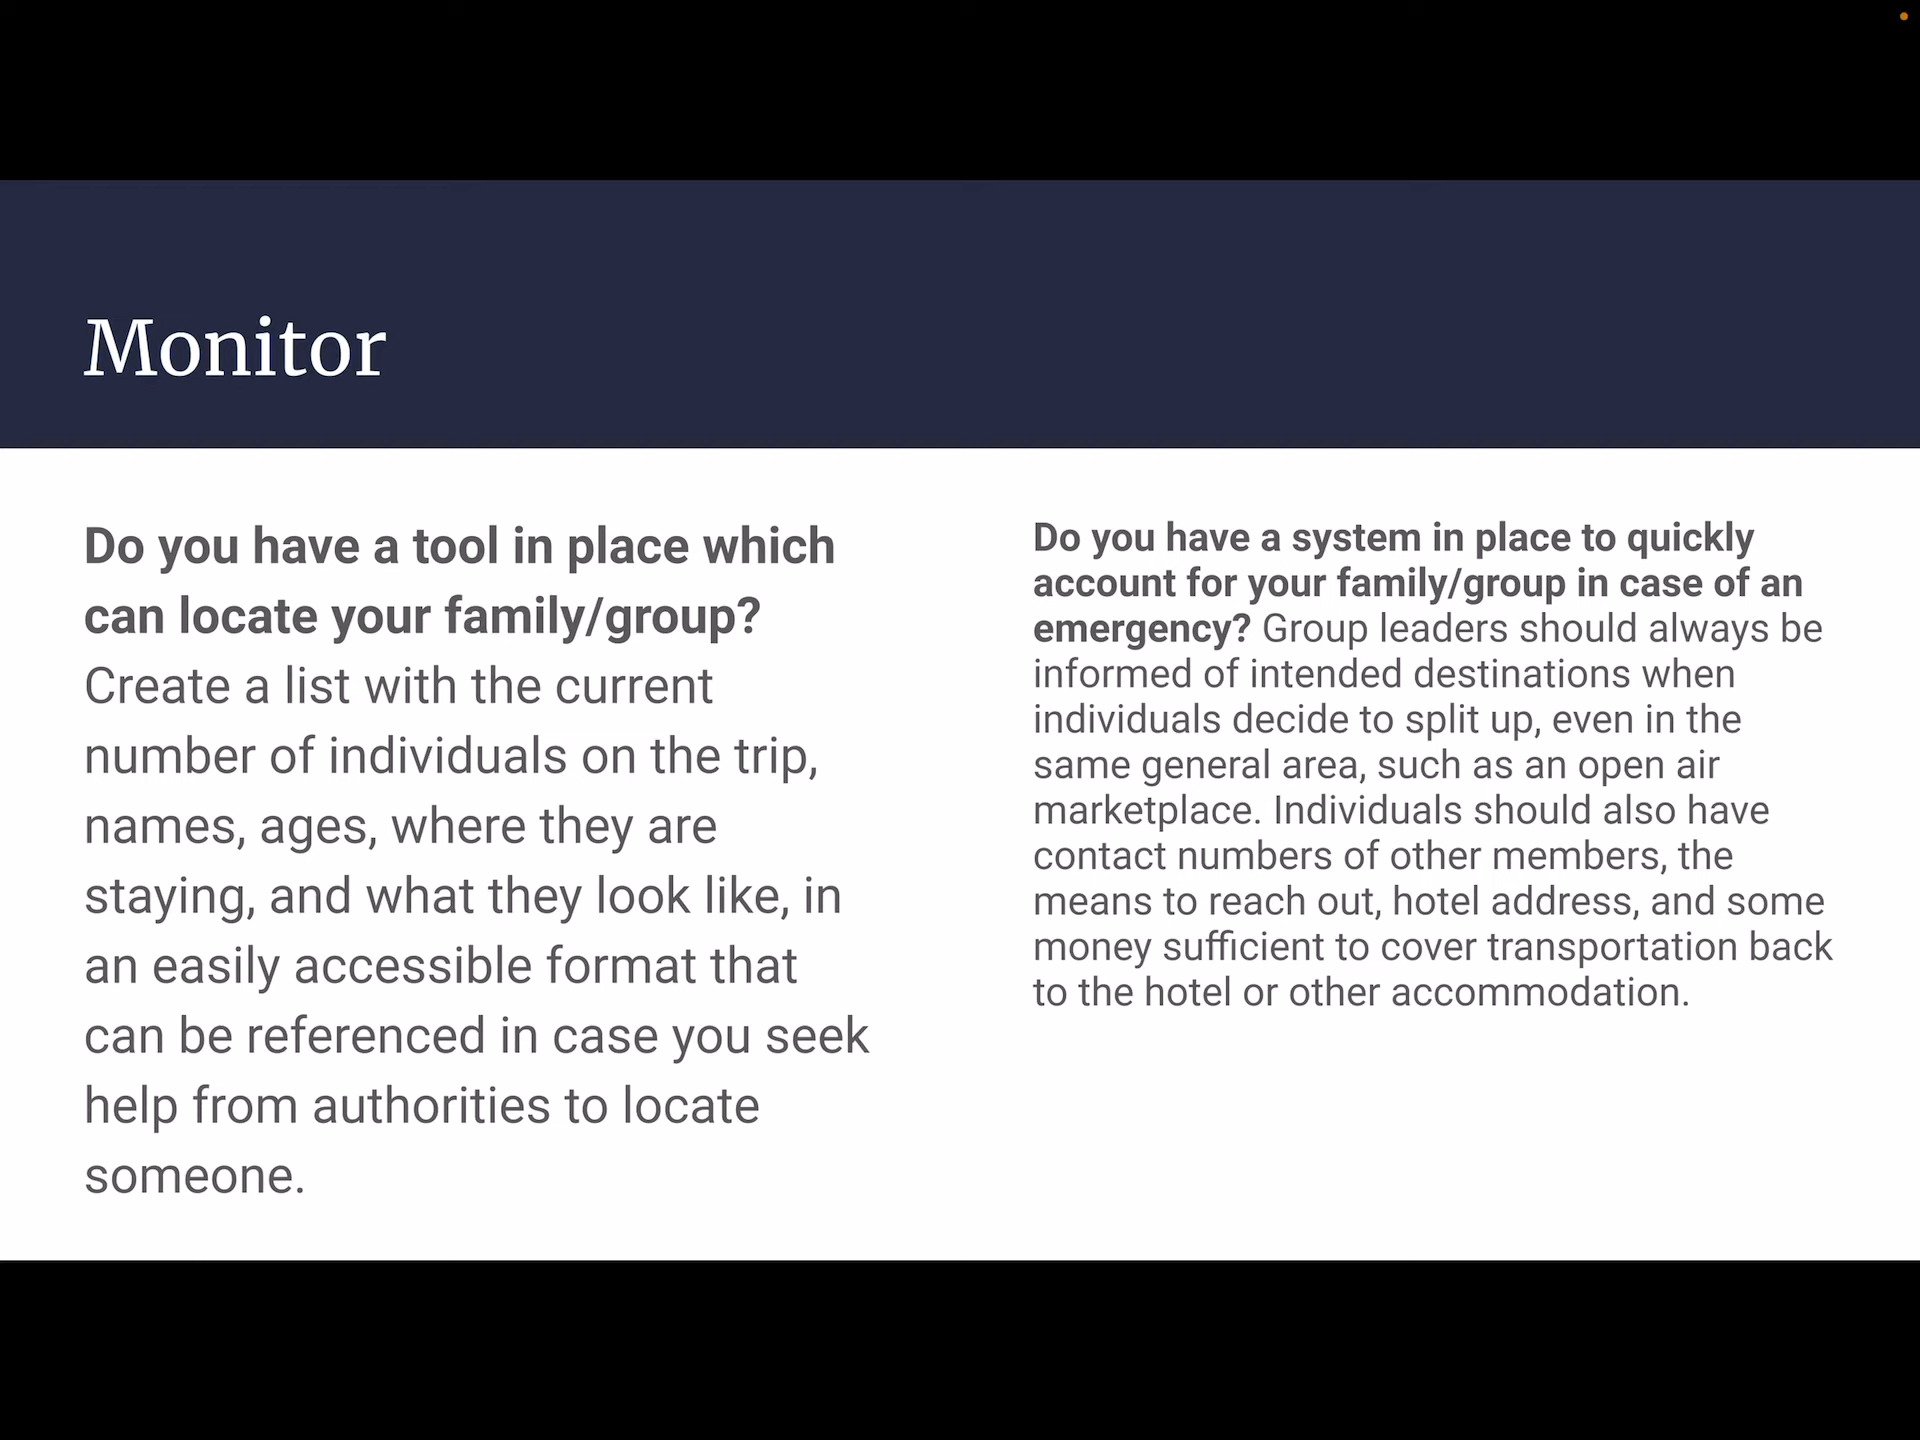 Monitor
Do you have a tool in place which
can locate your family/group?
Create a list with the current
number of individuals on the trip,
names, ages, where they are
staying, and what they look like, in
an easily accessible format that
can be referenced in case you seek
help from authorities to locate
someone.
Do you have a system in place to quickly
account for your family/group in case of an
emergency? Group leaders should always be
informed of intended destinations when
individuals decide to split up, even in the
same general area, such as an open air
marketplace. Individuals should also have
contact numbers of other members, the
means to reach out, hotel address, and some
money sufficient to cover transportation back
to the hotel or other accommodation.